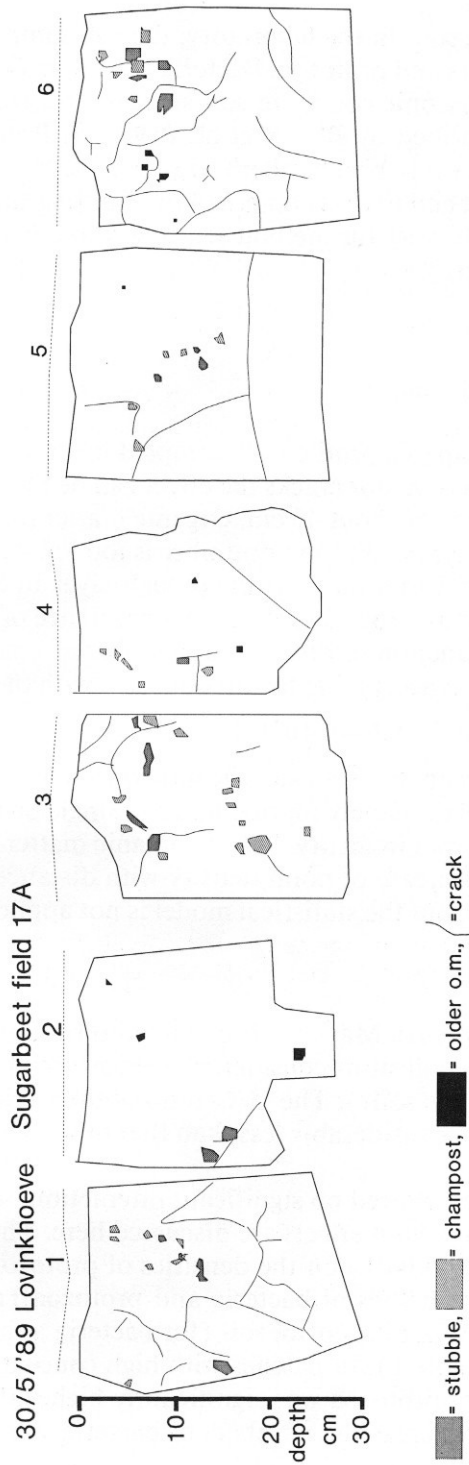 30/5/'89 Lovinkhoeve Sugarbeet field 17A
1 2 3 4 5 6
0
10
20
depth
cm
30
= stubble, = champost, = older o.m., =crack